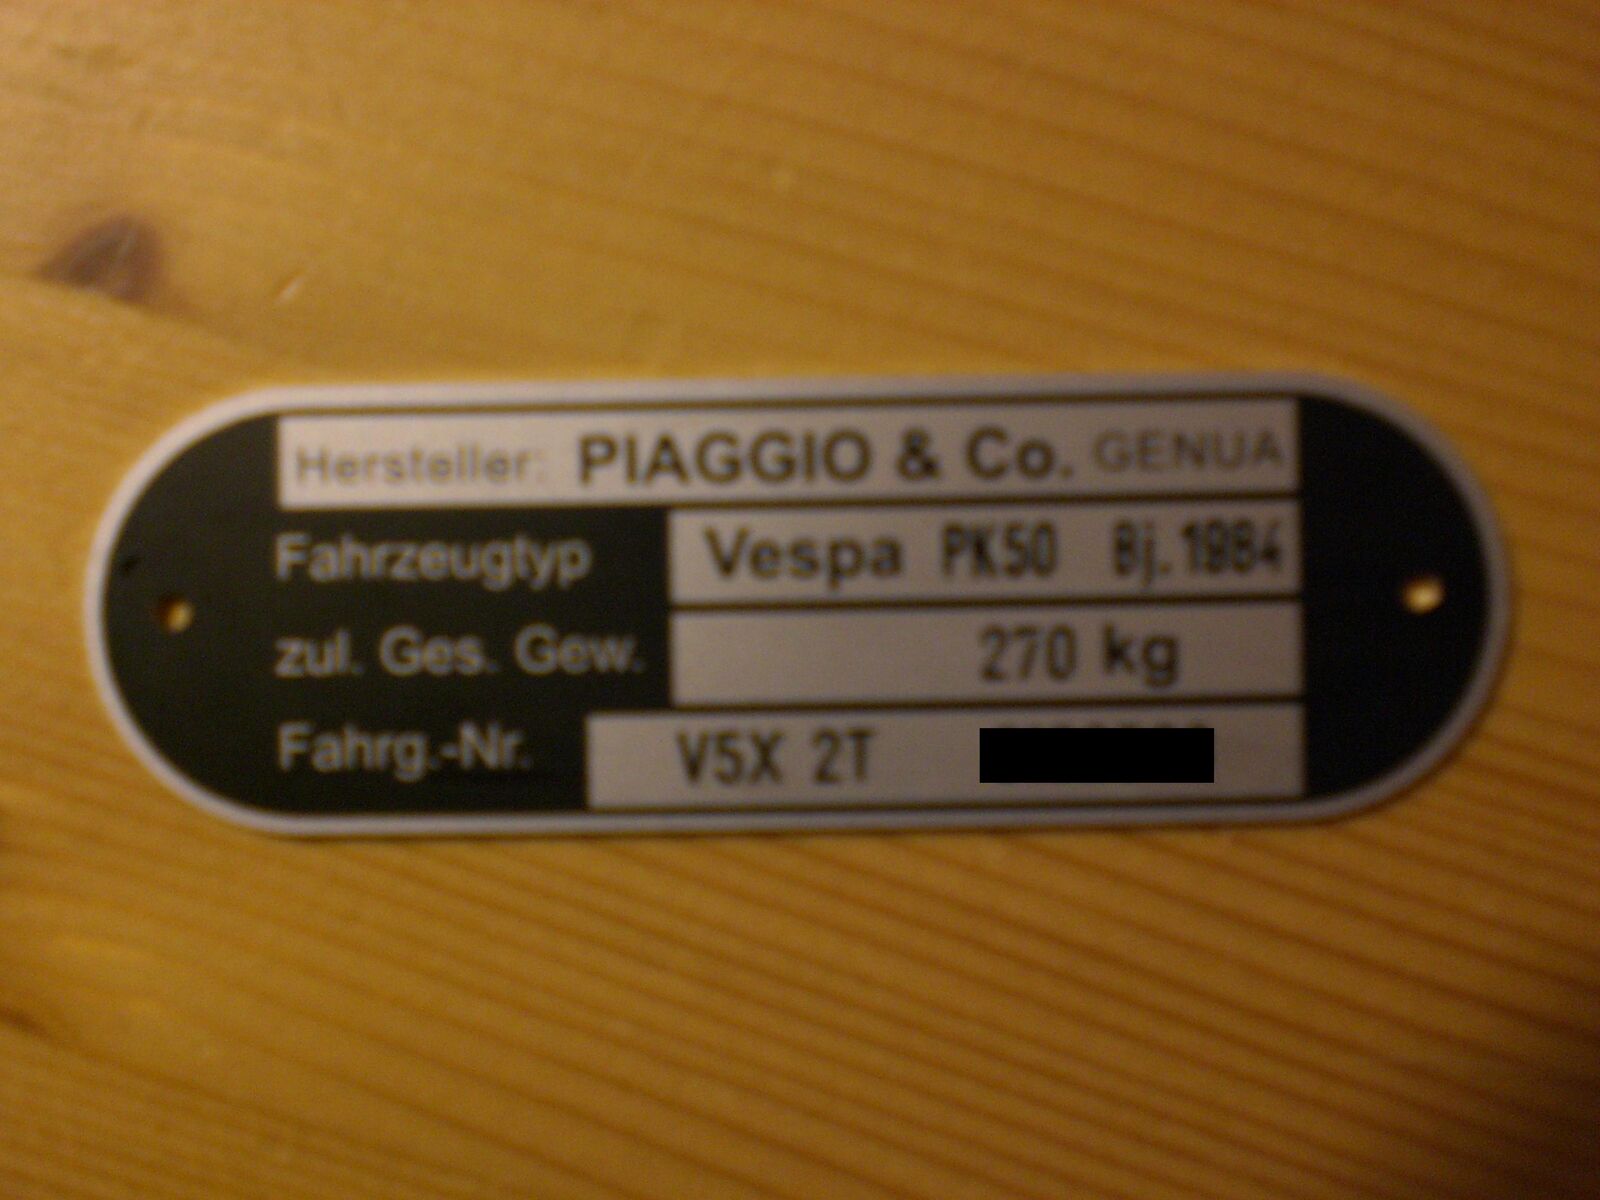 Hersteller: PIAGGIO & Co. GENUA
Fahrzeugtyp Vespa PK50 Bj. 1984
zul. Ges. Gew. 270 kg
Fahrg.-Nr. V5X 2T